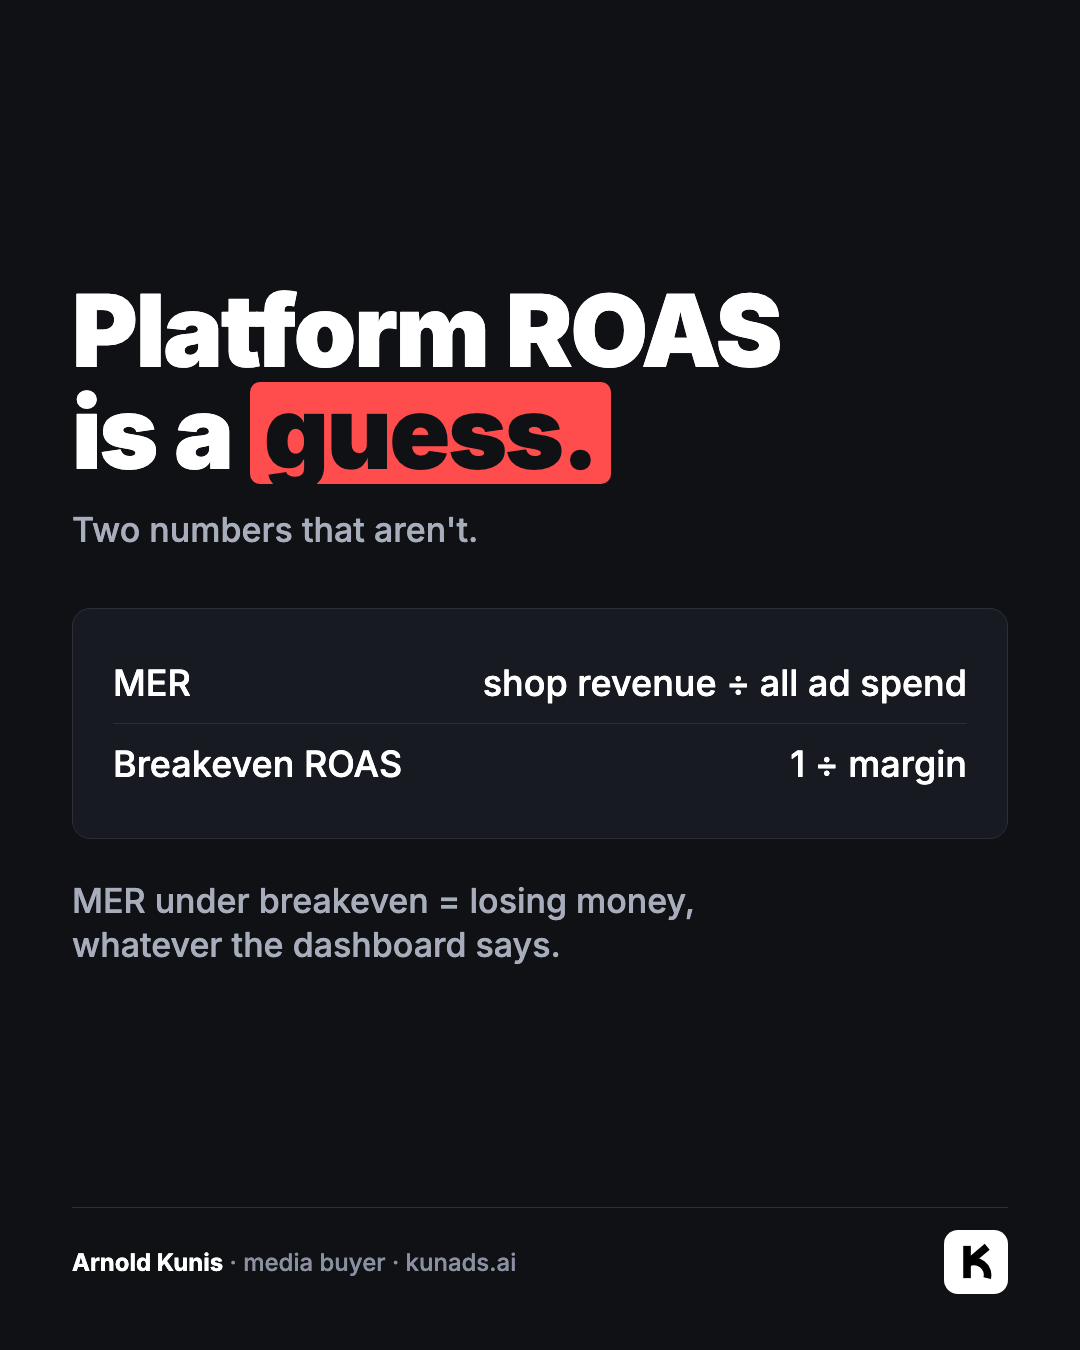 Platform ROAS
is a guess.
Two numbers that aren't.
MER shop revenue ÷ all ad spend
Breakeven ROAS 1 ÷ margin
MER under breakeven = losing money,
whatever the dashboard says.
Arnold Kunis · media buyer · kunads.ai
K